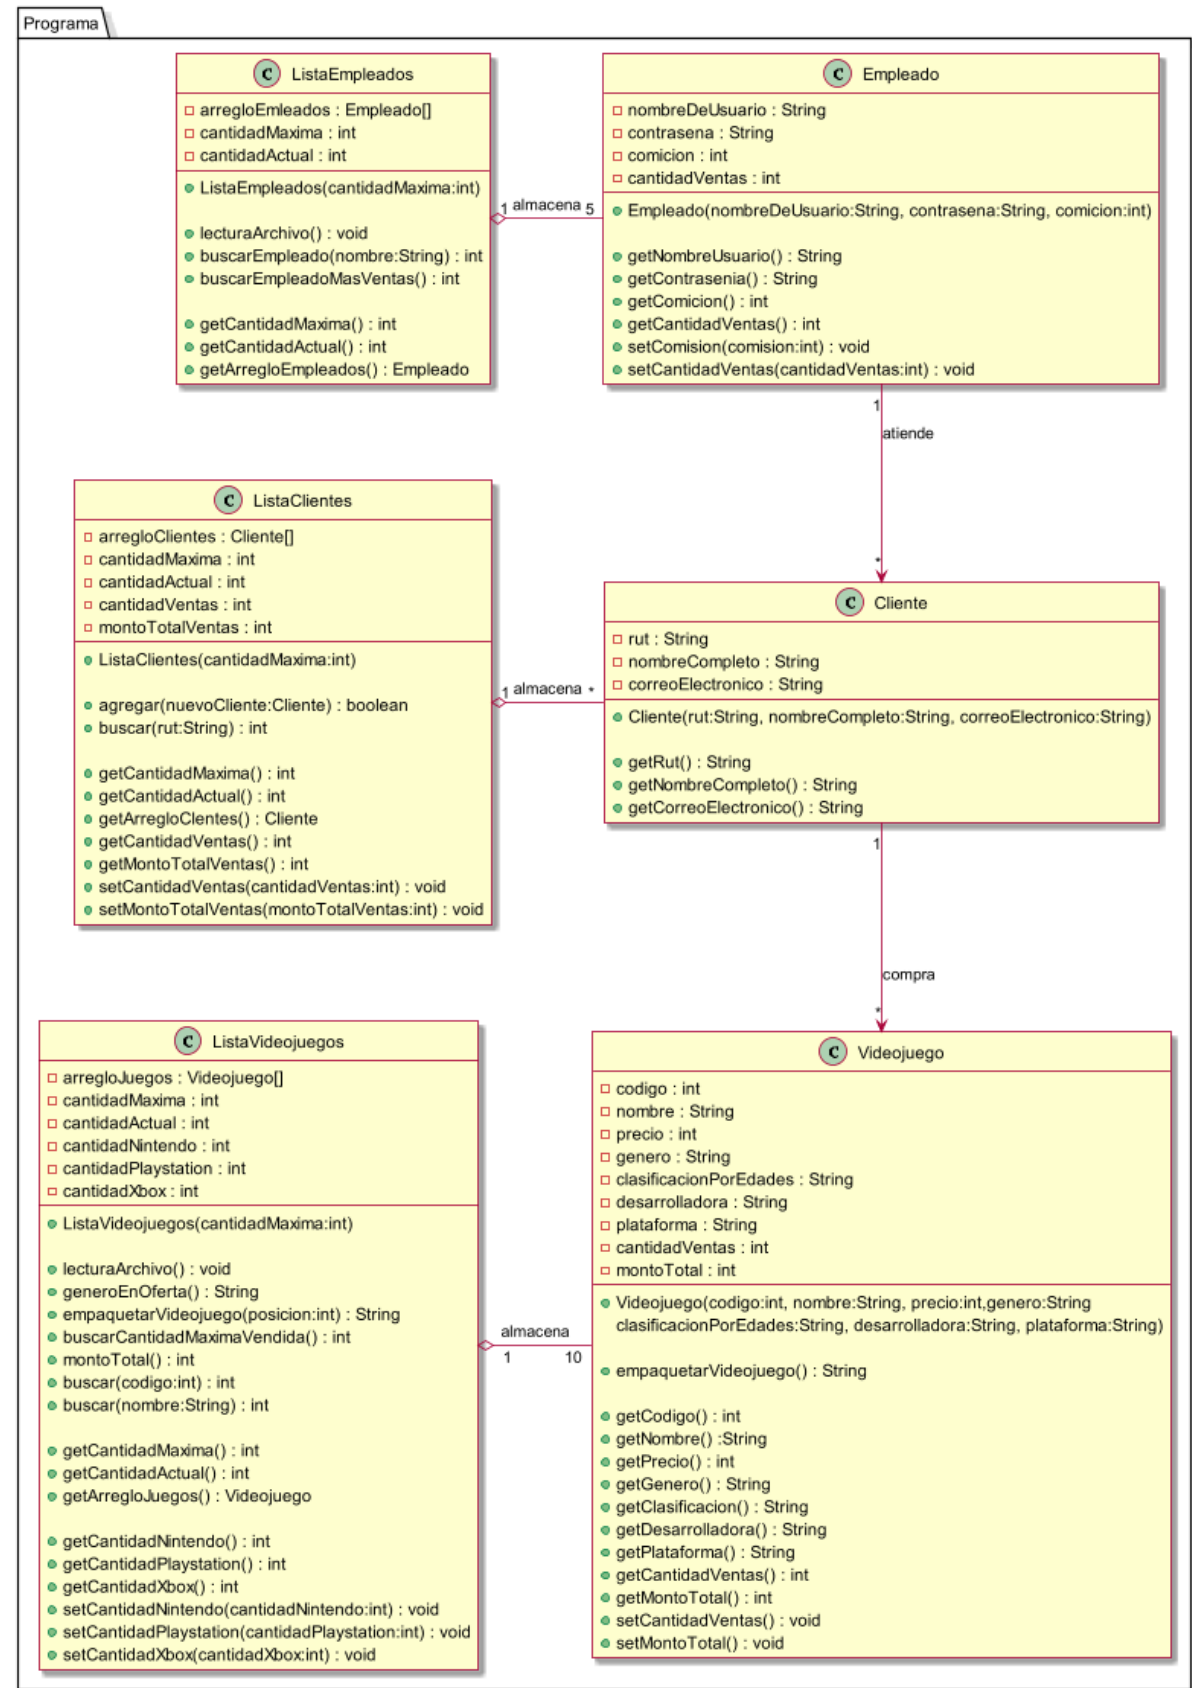 Programa
C ListaEmpleados
arregloEmleados : Empleado[]
cantidadMaxima : int
cantidadActual : int
ListaEmpleados(cantidadMaxima:int)
lecturaArchivo() : void
buscarEmpleado(nombre:String) : int
buscarEmpleadoMasVentas() : int
getCantidadMaxima() : int
getCantidadActual() : int
getArregloEmpleados() : Empleado
1 almacena 5
C Empleado
nombreDeUsuario : String
contrasena : String
comicion : int
cantidadVentas : int
Empleado(nombreDeUsuario:String, contrasena:String, comicion:int)
getNombreUsuario() : String
getContrasenia() : String
getComicion() : int
getCantidadVentas() : int
setComision(comision:int) : void
setCantidadVentas(cantidadVentas:int) : void
1
atiende
*
C ListaClientes
arregloClientes : Cliente[]
cantidadMaxima : int
cantidadActual : int
cantidadVentas : int
montoTotalVentas : int
ListaClientes(cantidadMaxima:int)
agregar(nuevoCliente:Cliente) : boolean
buscar(rut:String) : int
getCantidadMaxima() : int
getCantidadActual() : int
getArregloClentes() : Cliente
getCantidadVentas() : int
getMontoTotalVentas() : int
setCantidadVentas(cantidadVentas:int) : void
setMontoTotalVentas(montoTotalVentas:int) : void
1 almacena *
C Cliente
rut : String
nombreCompleto : String
correoElectronico : String
Cliente(rut:String, nombreCompleto:String, correoElectronico:String)
getRut() : String
getNombreCompleto() : String
getCorreoElectronico() : String
1
compra
*
C ListaVideojuegos
arregloJuegos : Videojuego[]
cantidadMaxima : int
cantidadActual : int
cantidadNintendo : int
cantidadPlaystation : int
cantidadXbox : int
ListaVideojuegos(cantidadMaxima:int)
lecturaArchivo() : void
generoEnOferta() : String
empaquetarVideojuego(posicion:int) : String
buscarCantidadMaximaVendida() : int
montoTotal() : int
buscar(codigo:int) : int
buscar(nombre:String) : int
getCantidadMaxima() : int
getCantidadActual() : int
getArregloJuegos() : Videojuego
getCantidadNintendo() : int
getCantidadPlaystation() : int
getCantidadXbox() : int
setCantidadNintendo(cantidadNintendo:int) : void
setCantidadPlaystation(cantidadPlaystation:int) : void
setCantidadXbox(cantidadXbox:int) : void
almacena
1 10
C Videojuego
codigo : int
nombre : String
precio : int
genero : String
clasificacionPorEdades : String
desarrolladora : String
plataforma : String
cantidadVentas : int
montoTotal : int
Videojuego(codigo:int, nombre:String, precio:int,genero:String
clasificacionPorEdades:String, desarrolladora:String, plataforma:String)
empaquetarVideojuego() : String
getCodigo() : int
getNombre() :String
getPrecio() : int
getGenero() : String
getClasificacion() : String
getDesarrolladora() : String
getPlataforma() : String
getCantidadVentas() : int
getMontoTotal() : int
setCantidadVentas() : void
setMontoTotal() : void